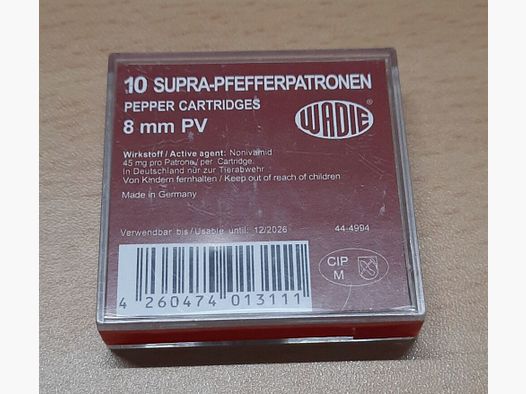 10 SUPRA-PFEFFERPATRONEN
PEPPER CARTRIDGES
8 mm PV
WADIE ®
Wirkstoff / Active agent: Nonivamid
45 mg pro Patrone / per Cartridge.
In Deutschland nur zur Tierabwehr
Von Kindern fernhalten / Keep out of reach of children
Made in Germany
Verwendbar bis / Usable until: 12/2026
44-4994
4 260474 013111
CIP
M